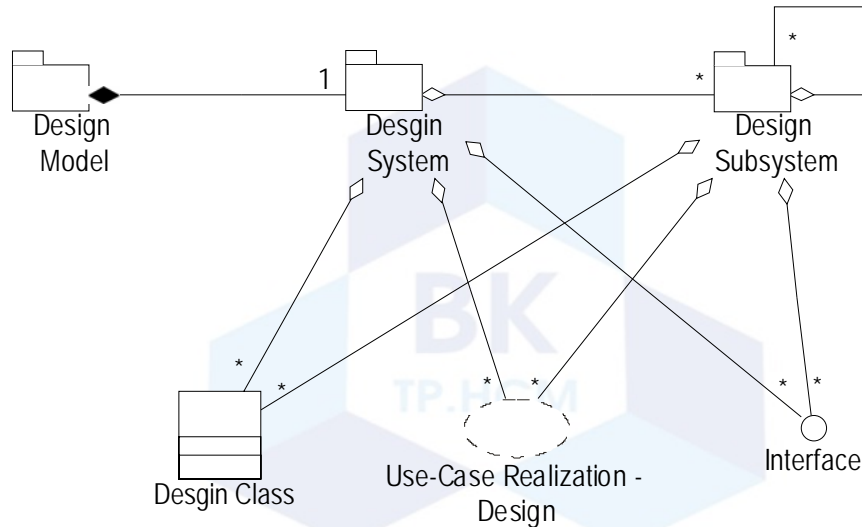 *
1
*
Design
Model
Desgin
System
Design
Subsystem
BK
TP.HCM
*
*
*
*
*
*
Desgin Class
Use-Case Realization -
Design
Interface